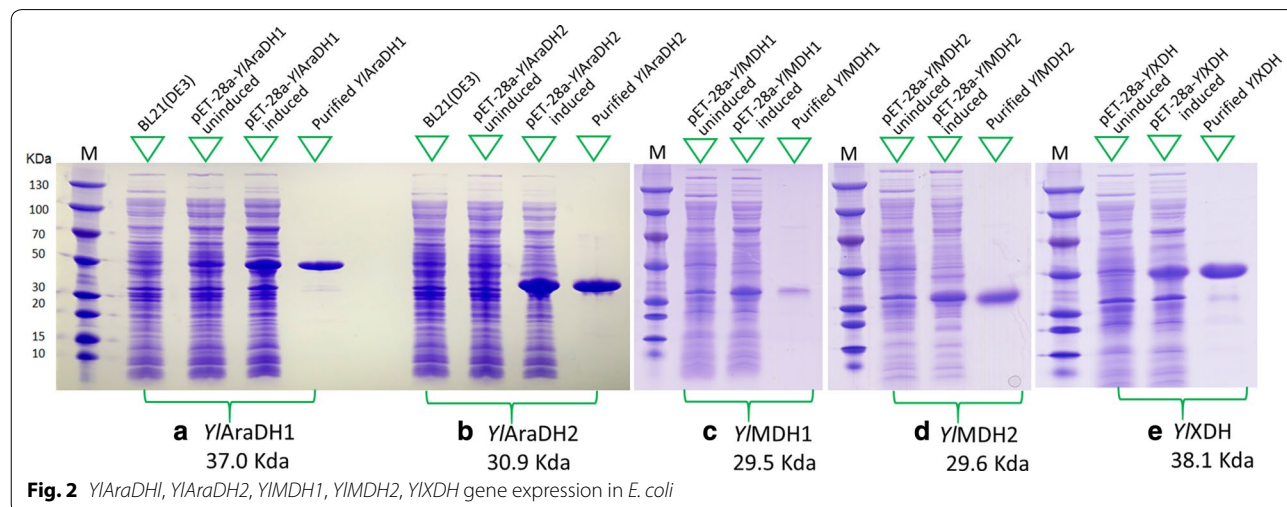 BL21(DE3)
pET-28a-YlAraDH1
uninduced
pET-28a-YlAraDH1
induced
Purified YlAraDH1
BL21(DE3)
pET-28a-YlAraDH2
uninduced
pET-28a-YlAraDH2
induced
Purified YlAraDH2
pET-28a-YlMDH1
uninduced
pET-28a-YlMDH1
induced
Purified YlMDH1
pET-28a-YlMDH2
uninduced
pET-28a-YlMDH2
induced
Purified YlMDH2
pET-28a-YlXDH
uninduced
pET-28a-YlXDH
induced
Purified YlXDH
KDa
M
M
M
M
130
100
70
50
30
20
15
10
a YlAraDH1
37.0 Kda
b YlAraDH2
30.9 Kda
c YlMDH1
29.5 Kda
d YlMDH2
29.6 Kda
e YlXDH
38.1 Kda
Fig. 2 YlAraDHl, YlAraDH2, YlMDH1, YlMDH2, YlXDH gene expression in E. coli